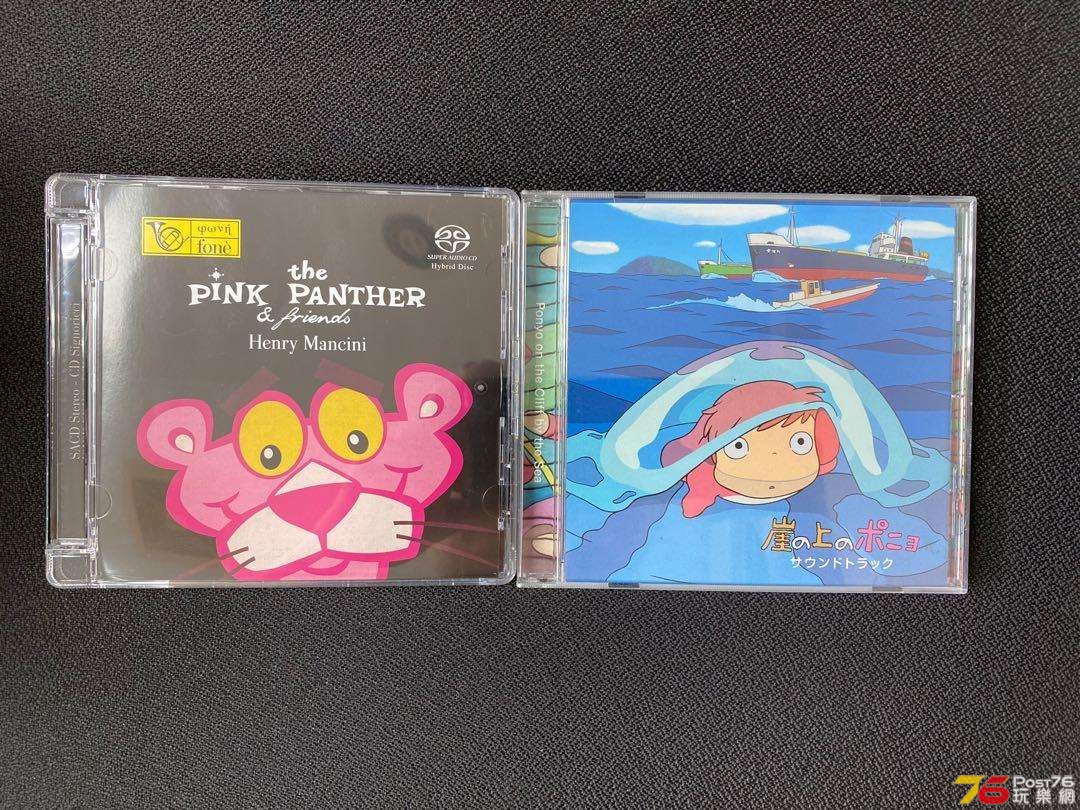 φωνή
fonè
SUPER AUDIO CD
Hybrid Disc
the
PINK PANTHER
& friends
Henry Mancini
SACD Stereo - CD Signoricci
Ponyo on the Cliff by the Sea
崖の上のポニョ
サウンドトラック
76 Post76
玩樂網